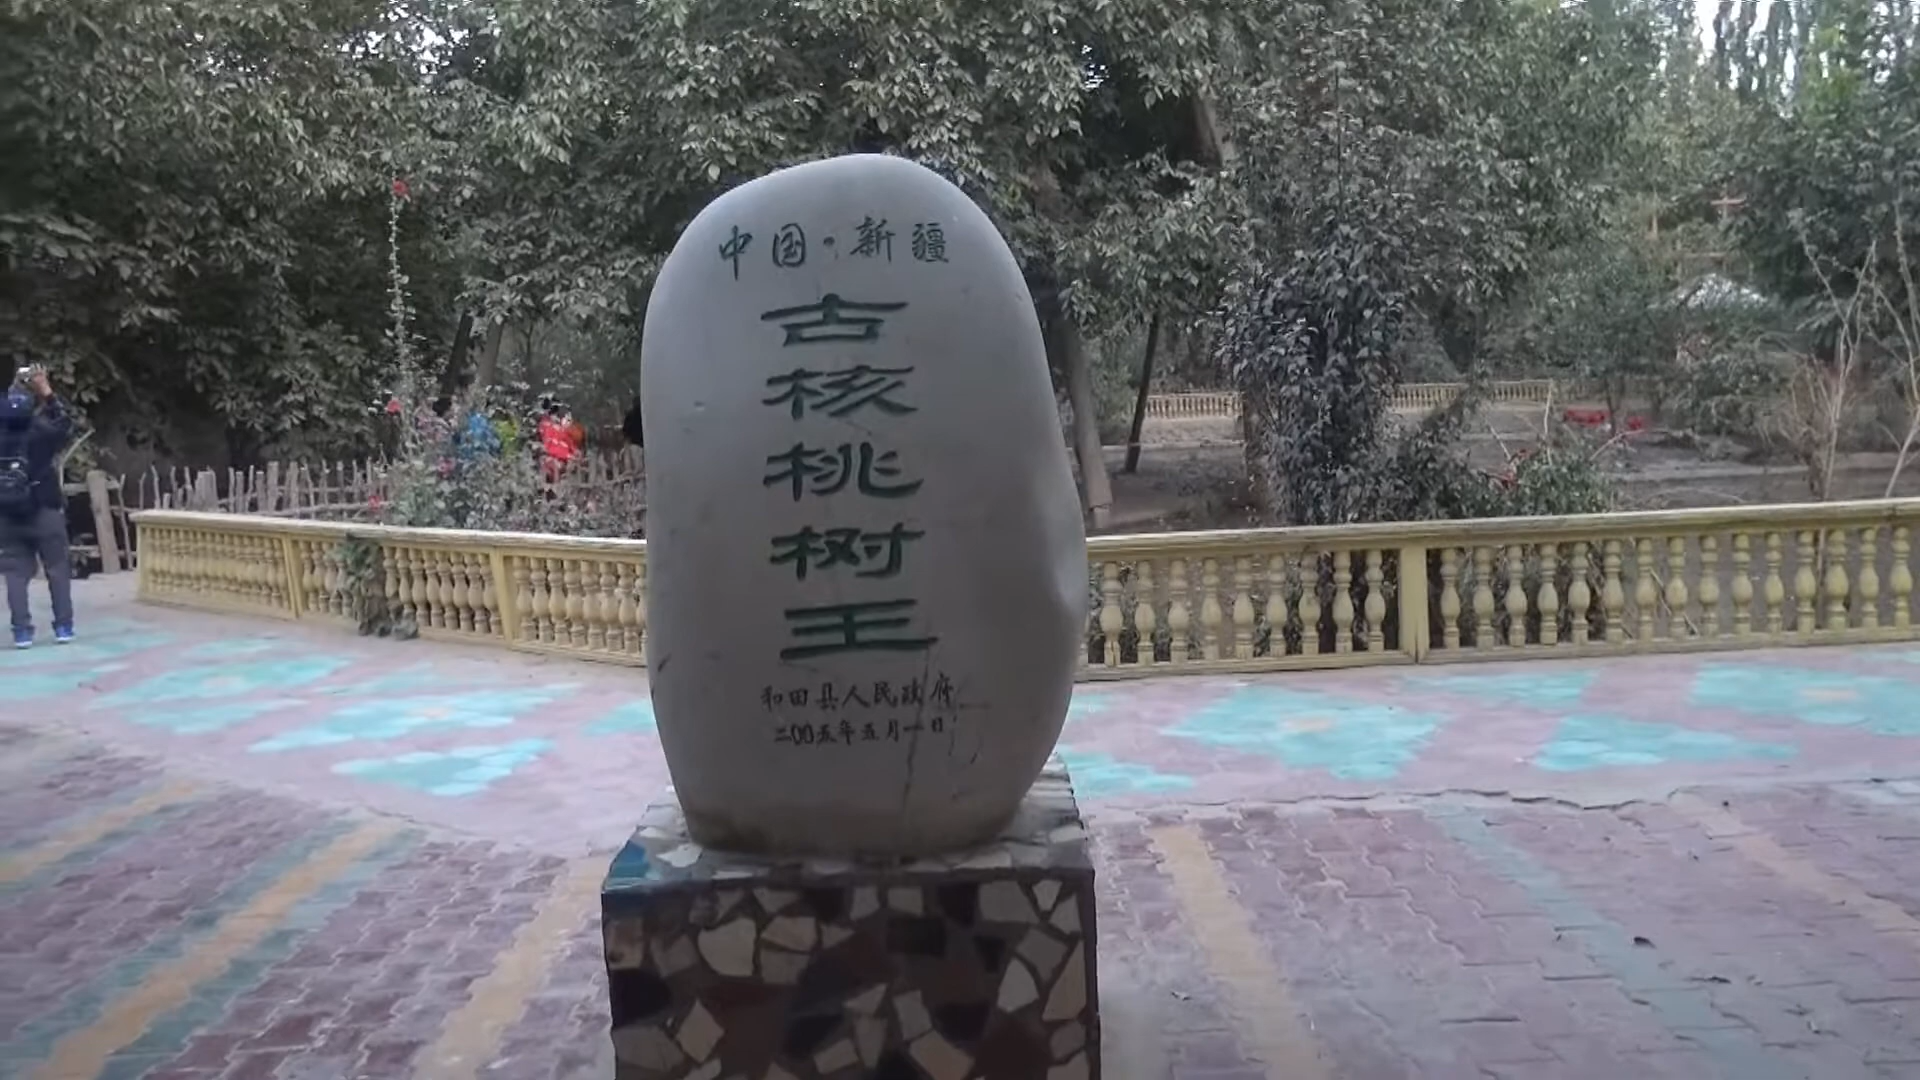 中国·新疆
古核桃树王
和田县人民政府
二00五年五月一日